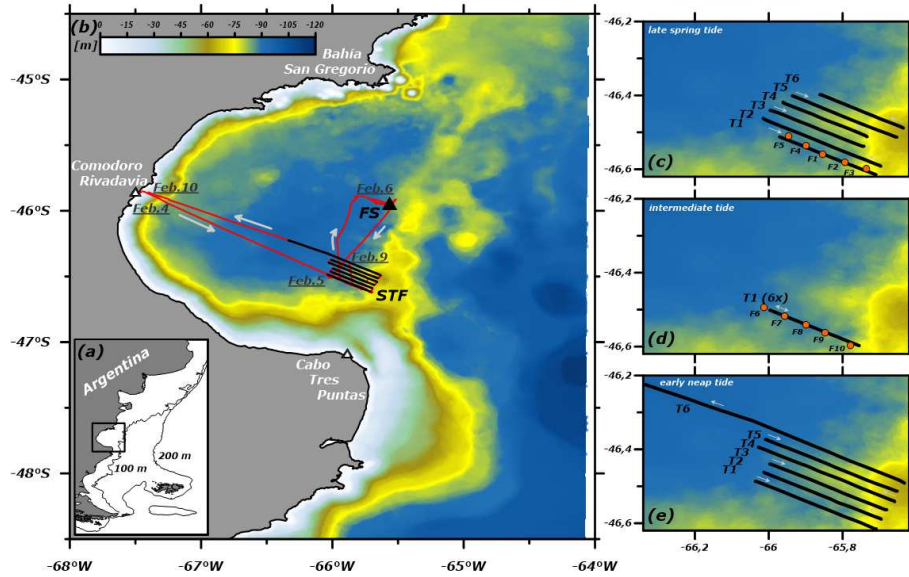 (b)
0 -15 -30 -45 -60 -75 -90 -105 -120
[m]
Bahía
San Gregorio
Comodoro
Rivadavia
Feb.10
Feb.4
Feb.6
FS
Feb.9
Feb.5
STF
Cabo
Tres
Puntas
(a)
Argentina
200 m
100 m
-45°S
-46°S
-47°S
-48°S
-68°W -67°W -66°W -65°W -64°W
late spring tide
T6
T5
T4
T3
T2
T1
F5
F4
F1
F2
F3
(c)
-46,2
-46,4
-46,6
intermediate tide
T1 (6x)
F6
F7
F8
F9
F10
(d)
-46,2
-46,4
-46,6
early neap tide
T6
T5
T4
T3
T2
T1
(e)
-46,2
-46,4
-46,6
-66,2 -66 -65,8